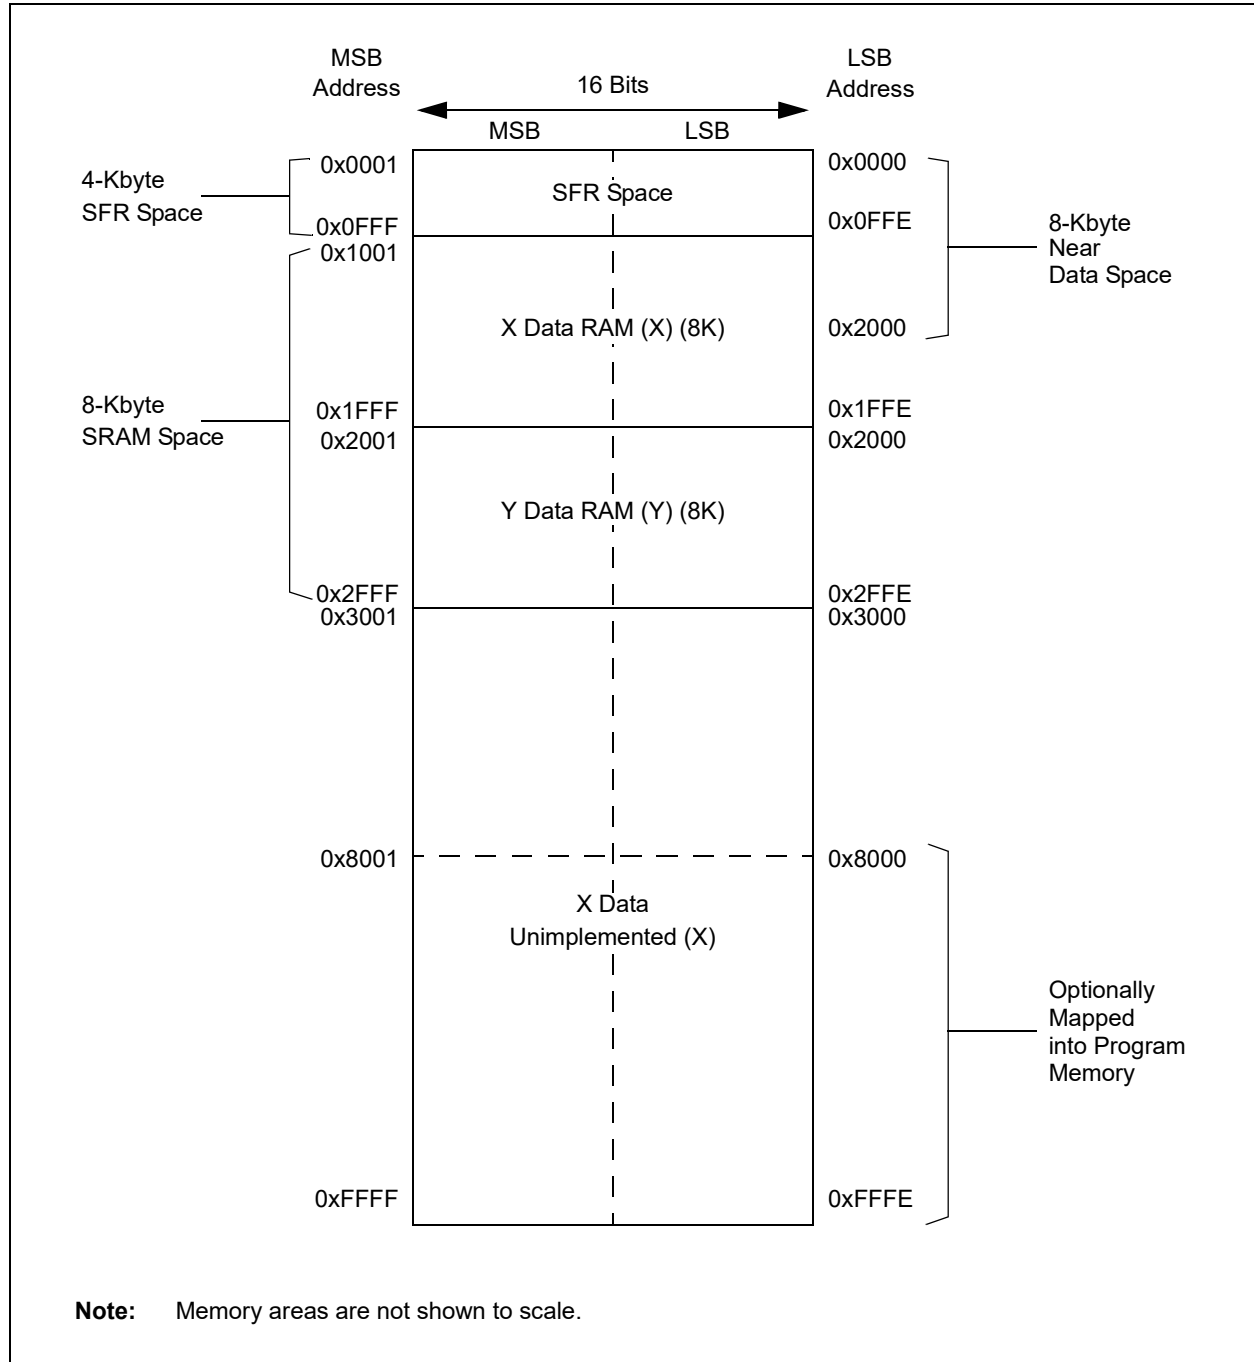 MSB
Address
LSB
Address
16 Bits
MSB
LSB
0x0001
0x0000
4-Kbyte
SFR Space
SFR Space
0x0FFF
0x0FFE
8-Kbyte
Near
Data Space
0x1001
X Data RAM (X) (8K)
0x2000
8-Kbyte
SRAM Space
0x1FFF
0x1FFE
0x2001
0x2000
Y Data RAM (Y) (8K)
0x2FFF
0x2FFE
0x3001
0x3000
0x8001
0x8000
X Data
Unimplemented (X)
Optionally
Mapped
into Program
Memory
0xFFFF
0xFFFE
Note: Memory areas are not shown to scale.